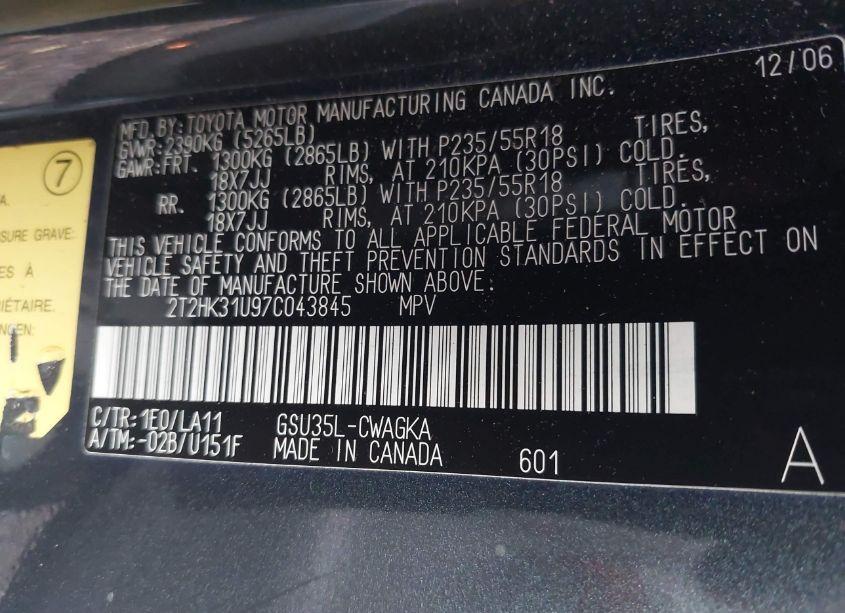 12/06
MFD. BY: TOYOTA MOTOR MANUFACTURING CANADA INC.
GVWR: 2390KG (5265LB)
GAWR: FRT. 1300KG (2865LB) WITH P235/55R18 TIRES,
18X7JJ RIMS, AT 210KPA (30PSI) COLD.
RR. 1300KG (2865LB) WITH P235/55R18 TIRES,
18X7JJ RIMS, AT 210KPA (30PSI) COLD.
THIS VEHICLE CONFORMS TO ALL APPLICABLE FEDERAL MOTOR
VEHICLE SAFETY AND THEFT PREVENTION STANDARDS IN EFFECT ON
THE DATE OF MANUFACTURE SHOWN ABOVE.
2T2HK31U97C043845 MPV
C/TR: 1E0/LA11 GSU35L-CWAGKA
A/TM: -02B/U151F MADE IN CANADA 601 A
7
SURE GRAVE:
ES À
RIÉTAIRE.